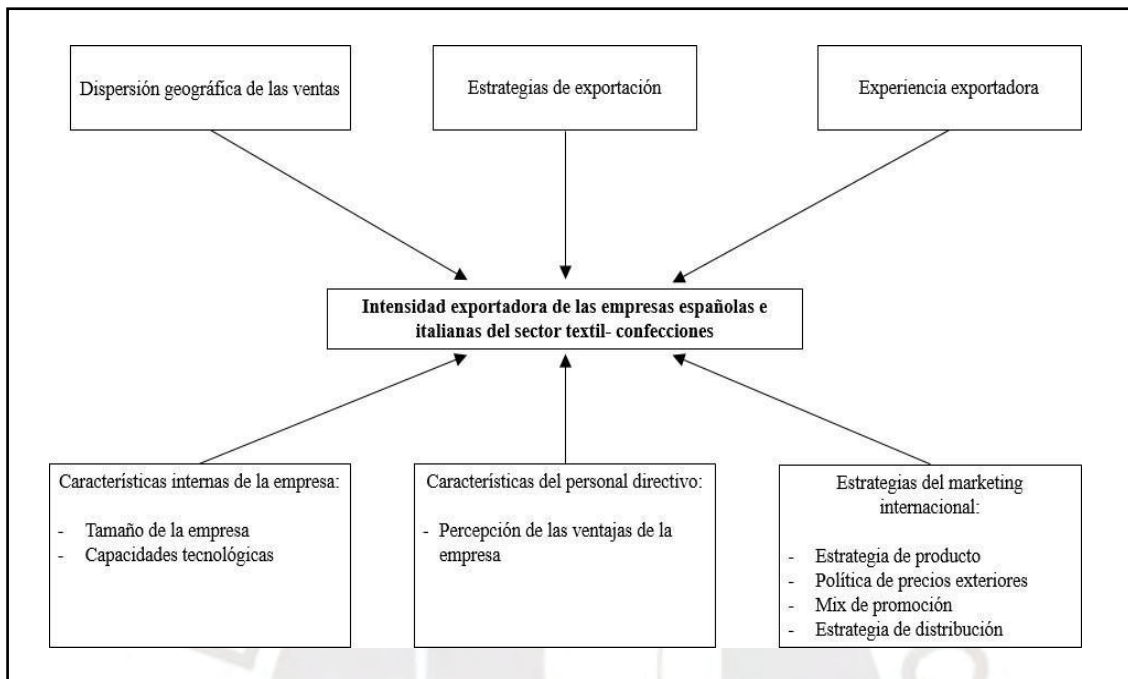 Dispersión geográfica de las ventas
Estrategias de exportación
Experiencia exportadora
Intensidad exportadora de las empresas españolas e
italianas del sector textil- confecciones
Características internas de la empresa:
- Tamaño de la empresa
- Capacidades tecnológicas
Características del personal directivo:
- Percepción de las ventajas de la
empresa
Estrategias del marketing
internacional:
- Estrategia de producto
- Política de precios exteriores
- Mix de promoción
- Estrategia de distribución